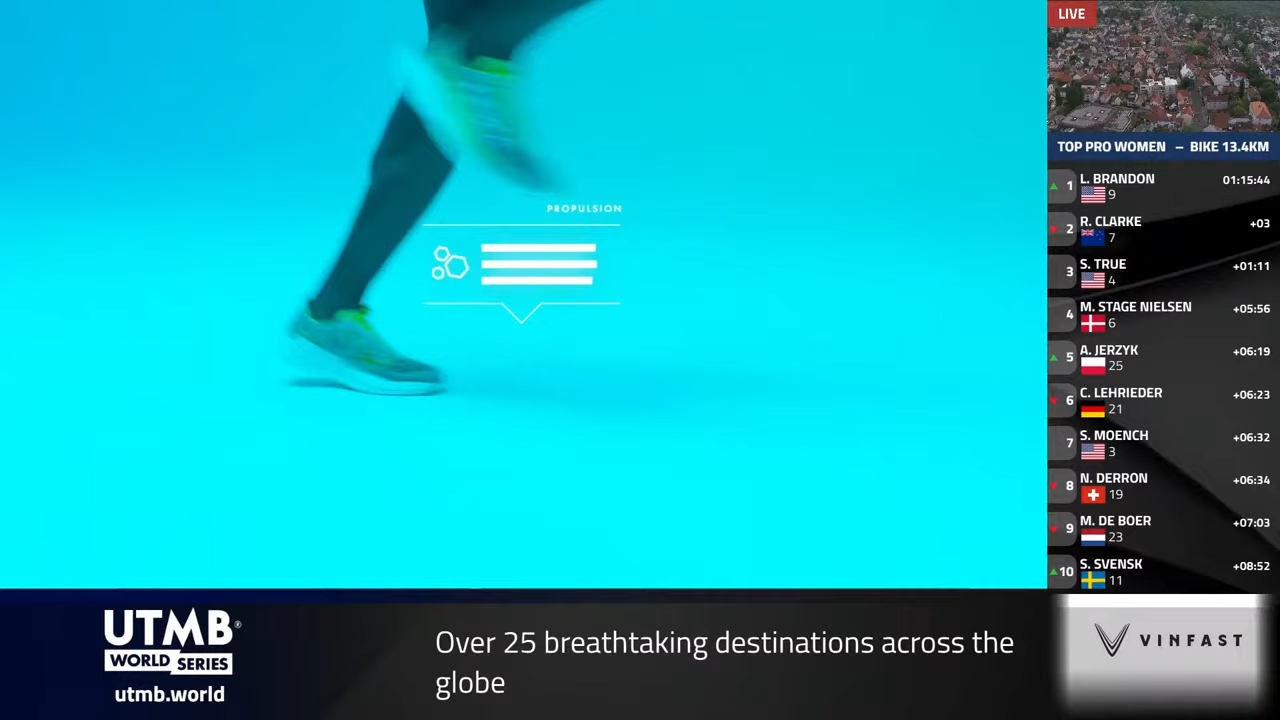 LIVE
PROPULSION
TOP PRO WOMEN – BIKE 13.4KM
1 L. BRANDON 01:15:44
9
2 R. CLARKE +03
7
3 S. TRUE +01:11
4
4 M. STAGE NIELSEN +05:56
6
5 A. JERZYK +06:19
25
6 C. LEHRIEDER +06:23
21
7 S. MOENCH +06:32
3
8 N. DERRON +06:34
19
9 M. DE BOER +07:03
23
10 S. SVENSK +08:52
11
UTMB®
WORLD SERIES
utmb.world
Over 25 breathtaking destinations across the
globe
VINFAST